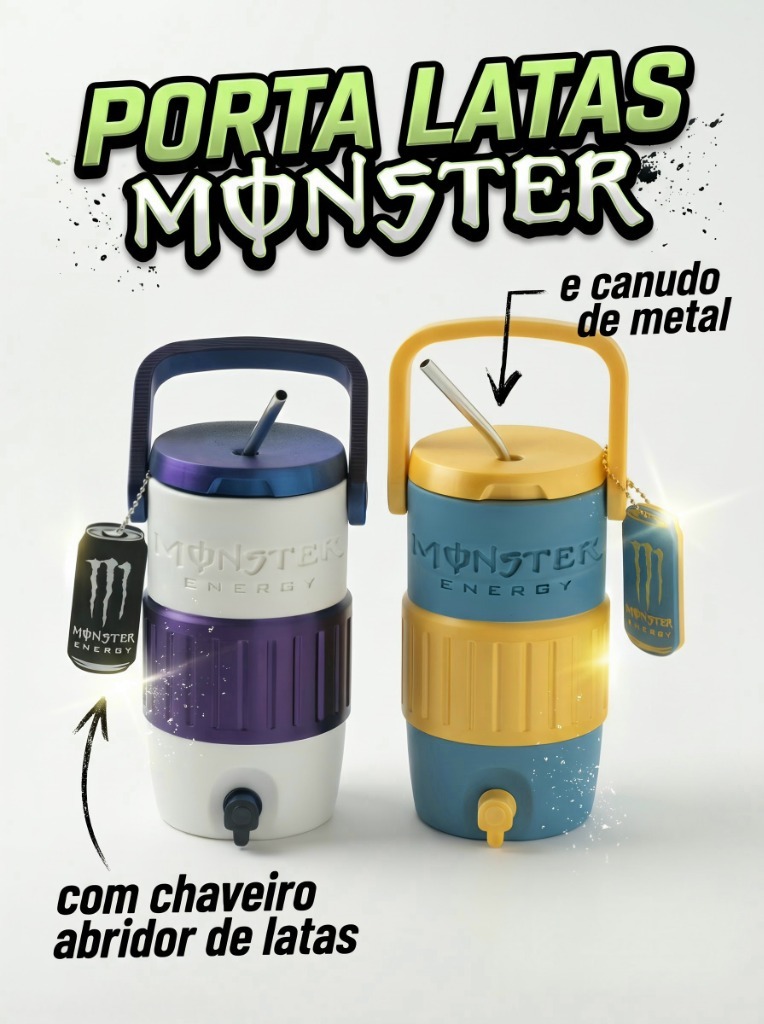 PORTA LATAS
MONSTER
e canudo
de metal
MONSTER
ENERGY
MONSTER
ENERGY
MONSTER
ENERGY
MONSTER
ENERGY
com chaveiro
abridor de latas